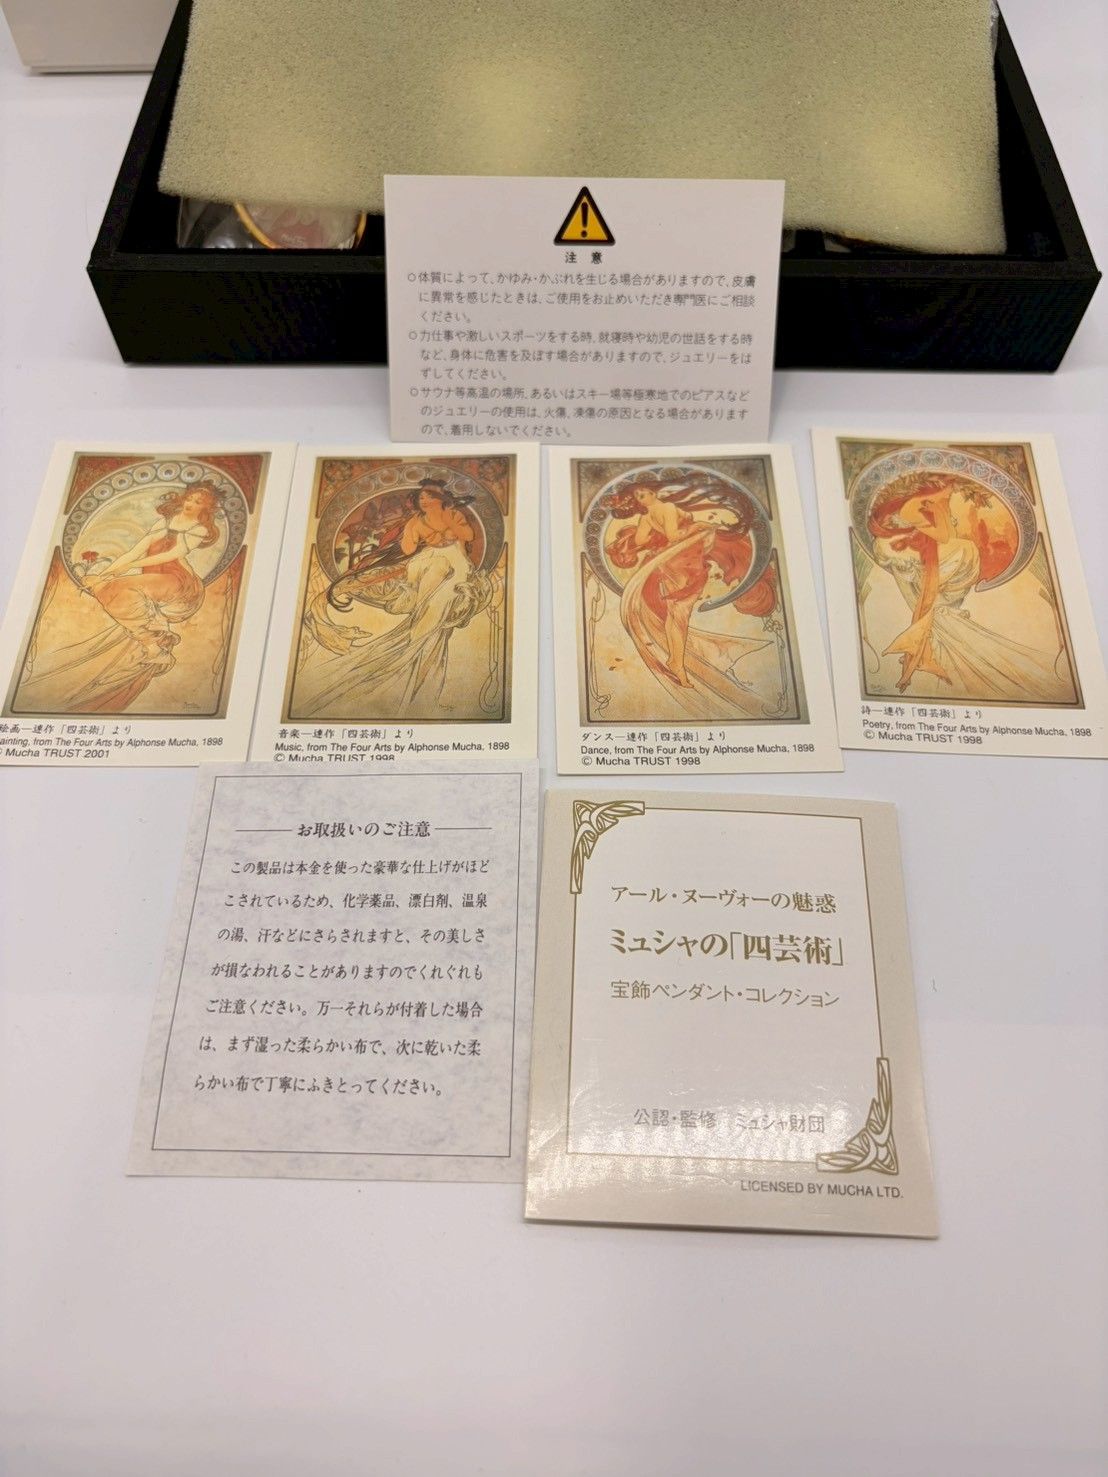 注 意
○体質によって、かゆみ・かぶれを生じる場合がありますので、皮膚
に異常を感じたときは、ご使用をお止めいただき専門医にご相談
ください。
○力仕事や激しいスポーツをする時、就寝時や幼児の世話をする時
など、身体に危害を及ぼす場合がありますので、ジュエリーをは
ずしてください。
○サウナ等高温の場所、あるいはスキー場等極寒地でのピアスなど
のジュエリーの使用は、火傷、凍傷の原因となる場合があります
ので、着用しないでください。
絵画―連作「四芸術」より
ainting, from The Four Arts by Alphonse Mucha, 1898
© Mucha TRUST 2001
音楽―連作「四芸術」より
Music, from The Four Arts by Alphonse Mucha, 1898
© Mucha TRUST 1998
ダンス―連作「四芸術」より
Dance, from The Four Arts by Alphonse Mucha, 1898
© Mucha TRUST 1998
詩―連作「四芸術」より
Poetry, from The Four Arts by Alphonse Mucha, 1898
© Mucha TRUST 1998
お取扱いのご注意
この製品は本金を使った豪華な仕上げがほど
こされているため、化学薬品、漂白剤、温泉
の湯、汗などにさらされますと、その美しさ
が損なわれることがありますのでくれぐれも
ご注意ください。万一それらが付着した場合
は、まず湿った柔らかい布で、次に乾いた柔
らかい布で丁寧にふきとってください。
アール・ヌーヴォーの魅惑
ミュシャの「四芸術」
宝飾ペンダント・コレクション
公認・監修 ミュシャ財団
LICENSED BY MUCHA LTD.